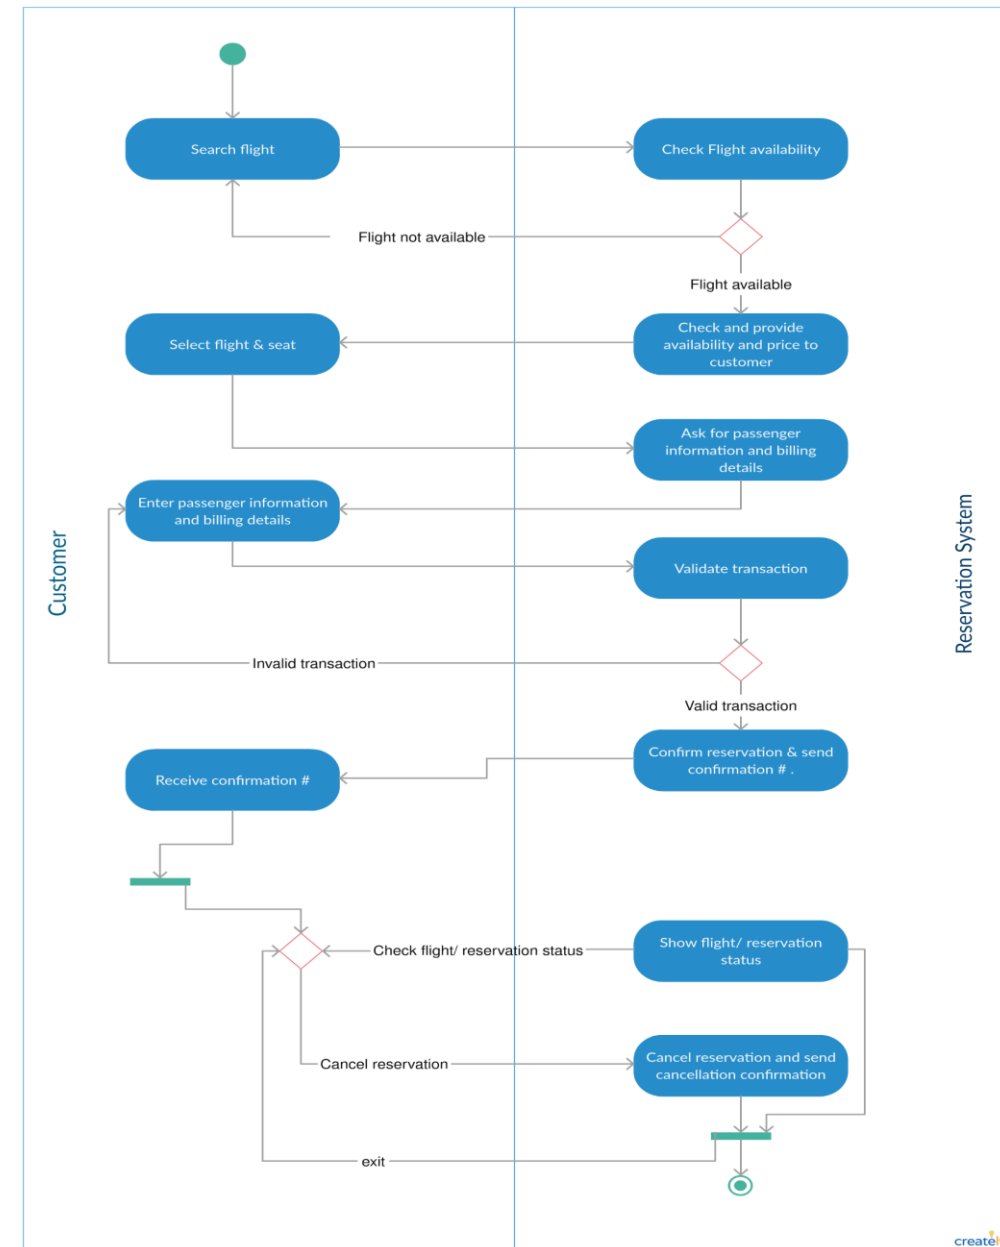 Search flight
Check Flight availability
Flight not available
Flight available
Select flight & seat
Check and provide
availability and price to
customer
Ask for passenger
information and billing
details
Enter passenger information
and billing details
Customer
Reservation System
Validate transaction
Invalid transaction
Valid transaction
Confirm reservation & send
confirmation # .
Receive confirmation #
Check flight/ reservation status
Show flight/ reservation
status
Cancel reservation
Cancel reservation and send
cancellation confirmation
exit